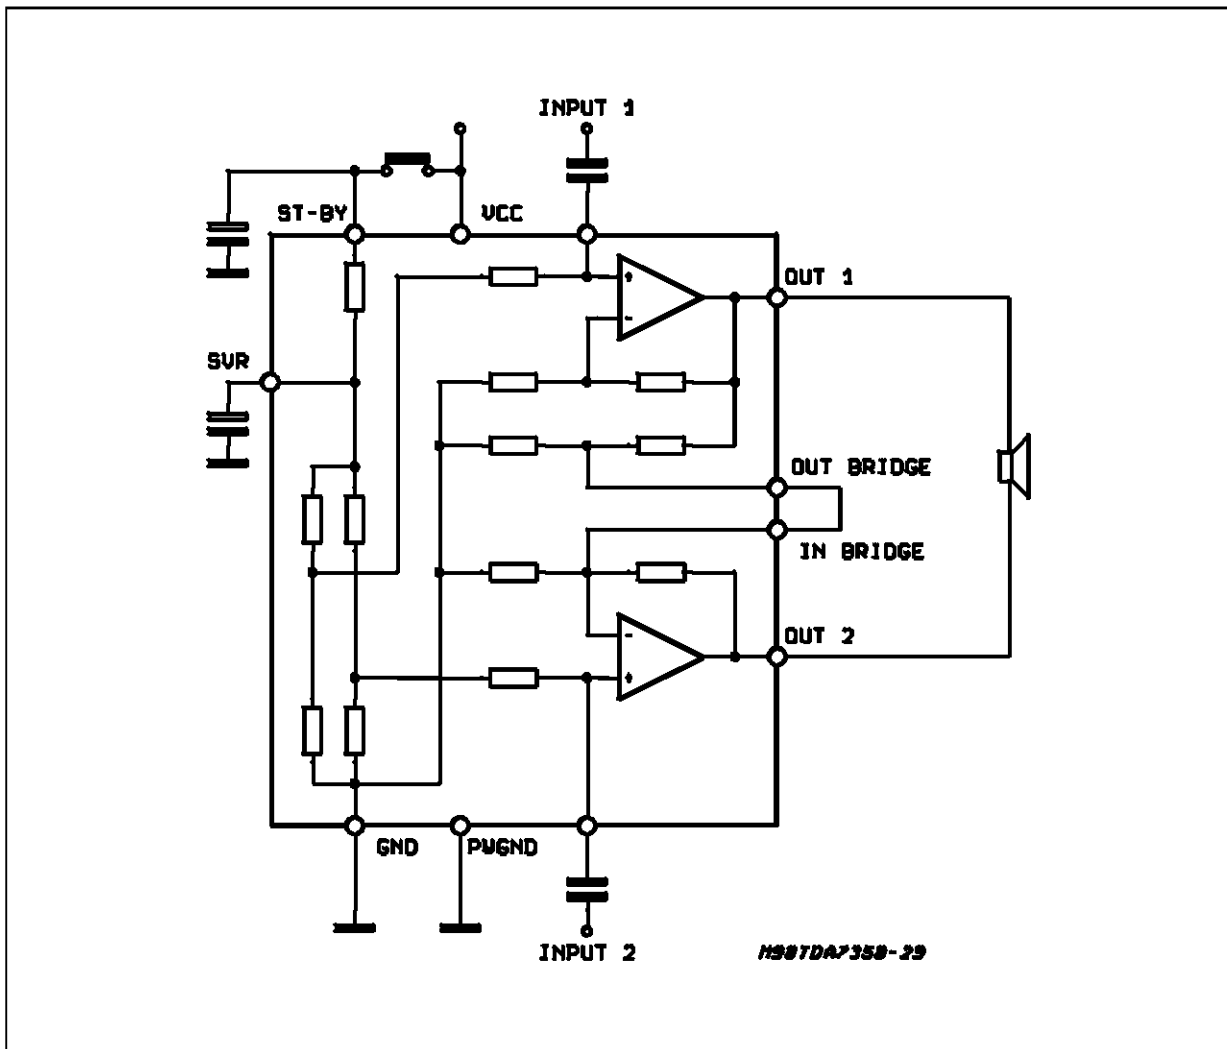 INPUT 1
ST-BY
VCC
+
-
OUT 1
SVR
OUT BRIDGE
IN BRIDGE
-
+
OUT 2
GND
PWGND
INPUT 2
M90TDA7350-29